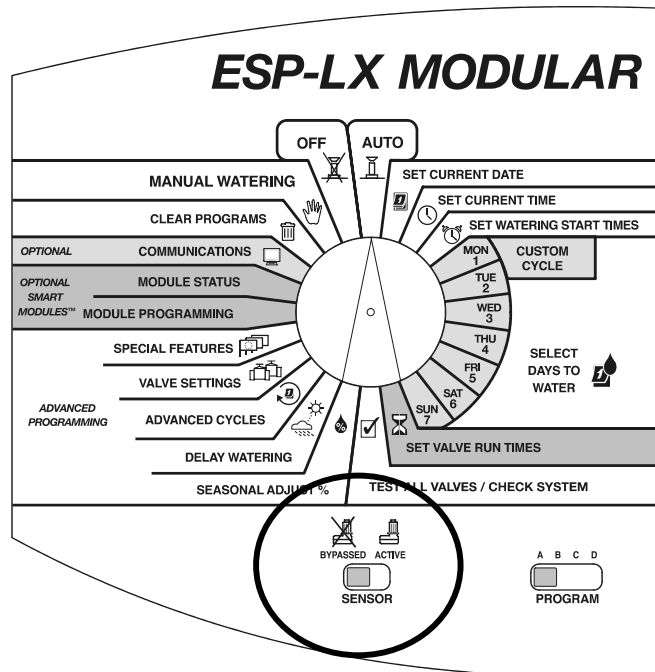 ESP-LX MODULAR
OFF
AUTO
MANUAL WATERING
SET CURRENT DATE
CLEAR PROGRAMS
SET CURRENT TIME
SET WATERING START TIMES
OPTIONAL
COMMUNICATIONS
MON
1
CUSTOM
CYCLE
OPTIONAL
SMART
MODULES™
MODULE STATUS
TUE
2
MODULE PROGRAMMING
WED
3
SPECIAL FEATURES
THU
4
SELECT
DAYS TO
WATER
VALVE SETTINGS
FRI
5
ADVANCED
PROGRAMMING
ADVANCED CYCLES
SAT
6
SUN
7
SET VALVE RUN TIMES
DELAY WATERING
SEASONAL ADJUST %
TEST ALL VALVES / CHECK SYSTEM
BYPASSED ACTIVE
SENSOR
A B C D
PROGRAM